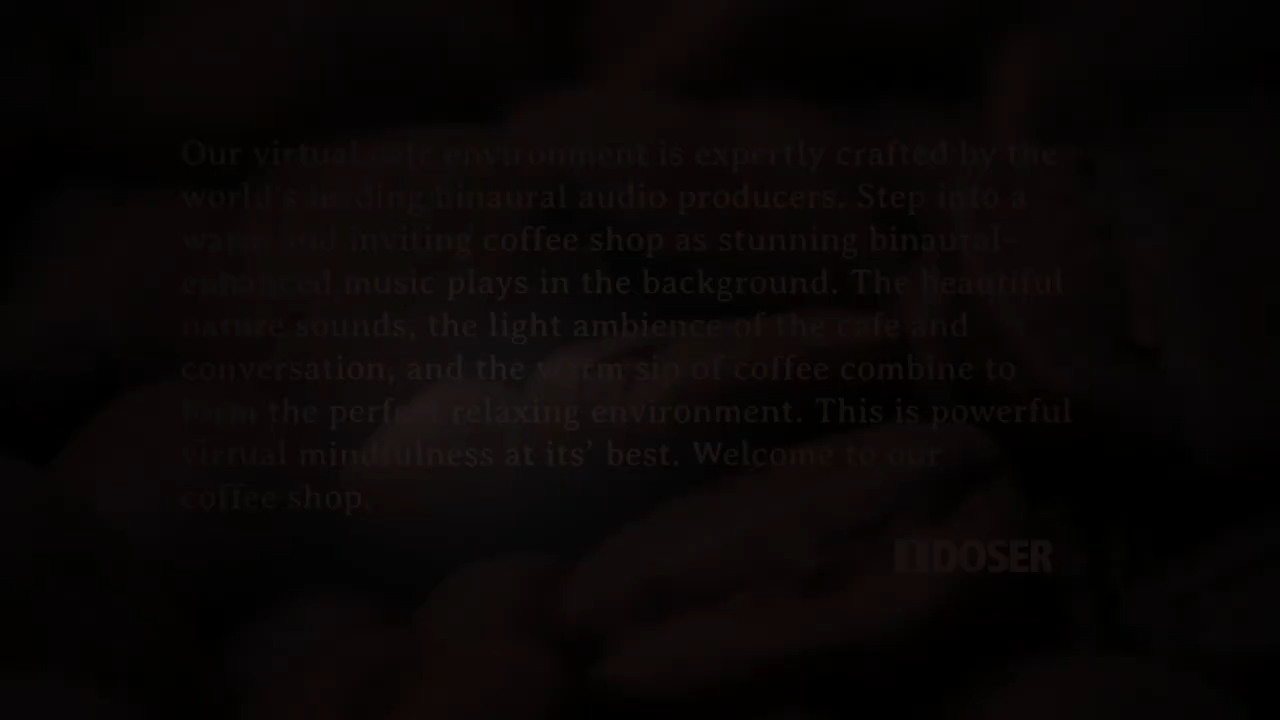 Our virtual cafe environment is expertly crafted by the
world's leading binaural audio producers. Step into a
warm and inviting coffee shop as stunning binaural-
enhanced music plays in the background. The beautiful
nature sounds, the light ambience of the cafe and
conversation, and the warm sip of coffee combine to
form the perfect relaxing environment. This is powerful
virtual mindfulness at its’ best. Welcome to our
coffee shop.
iDOSER